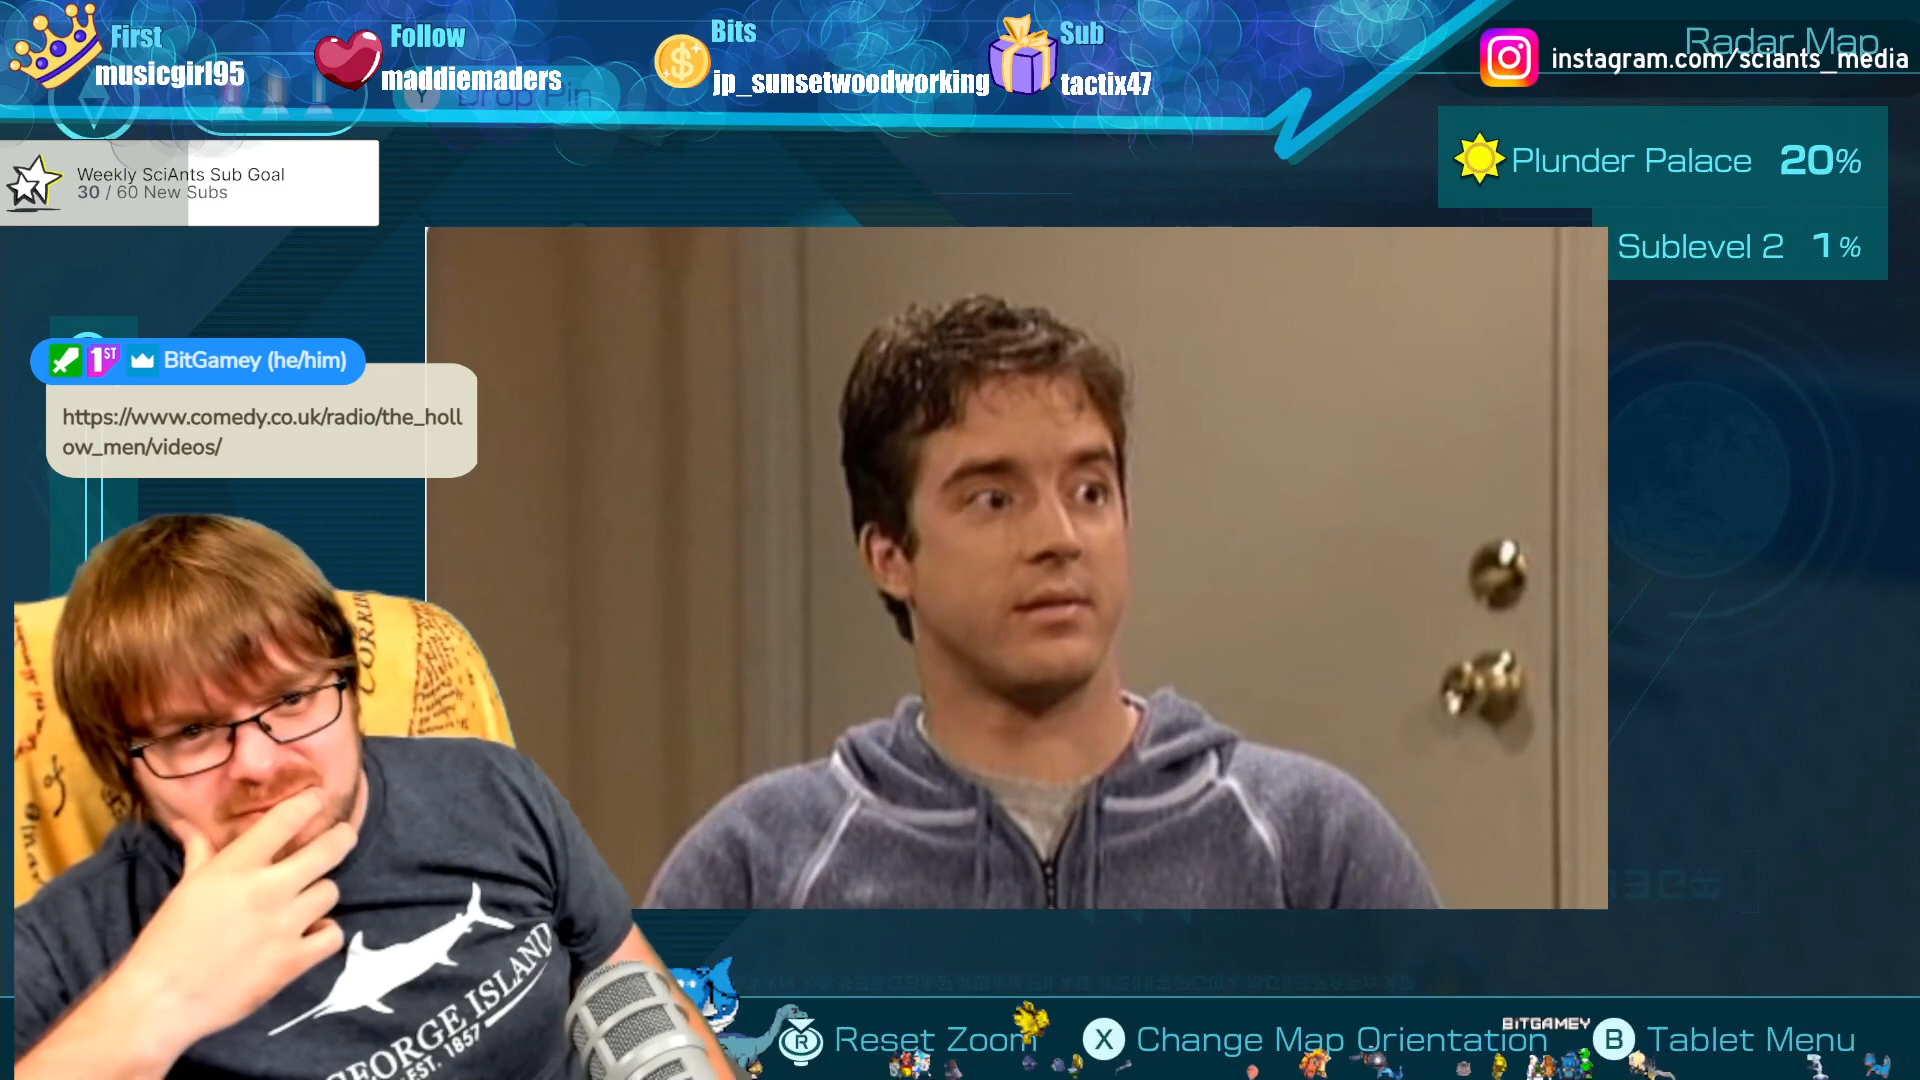 First
musicgirl95
Follow
maddiemaders
Bits
jp_sunsetwoodworking
Sub
tactix47
Radar Map
instagram.com/sciants_media
Y Drop Pin
Weekly SciAnts Sub Goal
30 / 60 New Subs
Plunder Palace 20%
Sublevel 2 1%
1ST BitGamey (he/him)
https://www.comedy.co.uk/radio/the_holl
ow_men/videos/
GEORGE ISLAND
EST. 1857
BITGAMEY
R Reset Zoom
X Change Map Orientation
B Tablet Menu